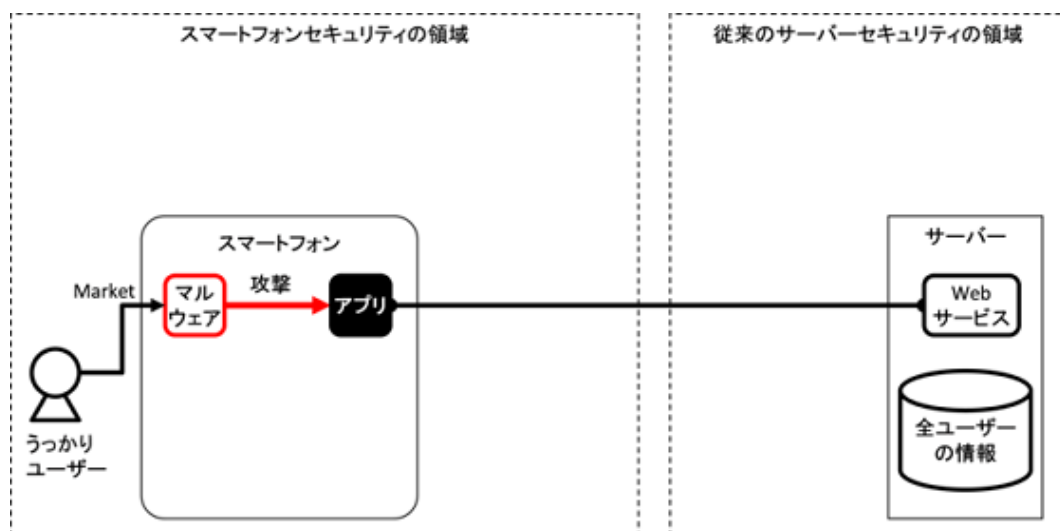 スマートフォンセキュリティの領域
従来のサーバーセキュリティの領域
スマートフォン
サーバー
Market
マル
ウェア
攻撃
アプリ
Web
サービス
うっかり
ユーザー
全ユーザー
の情報